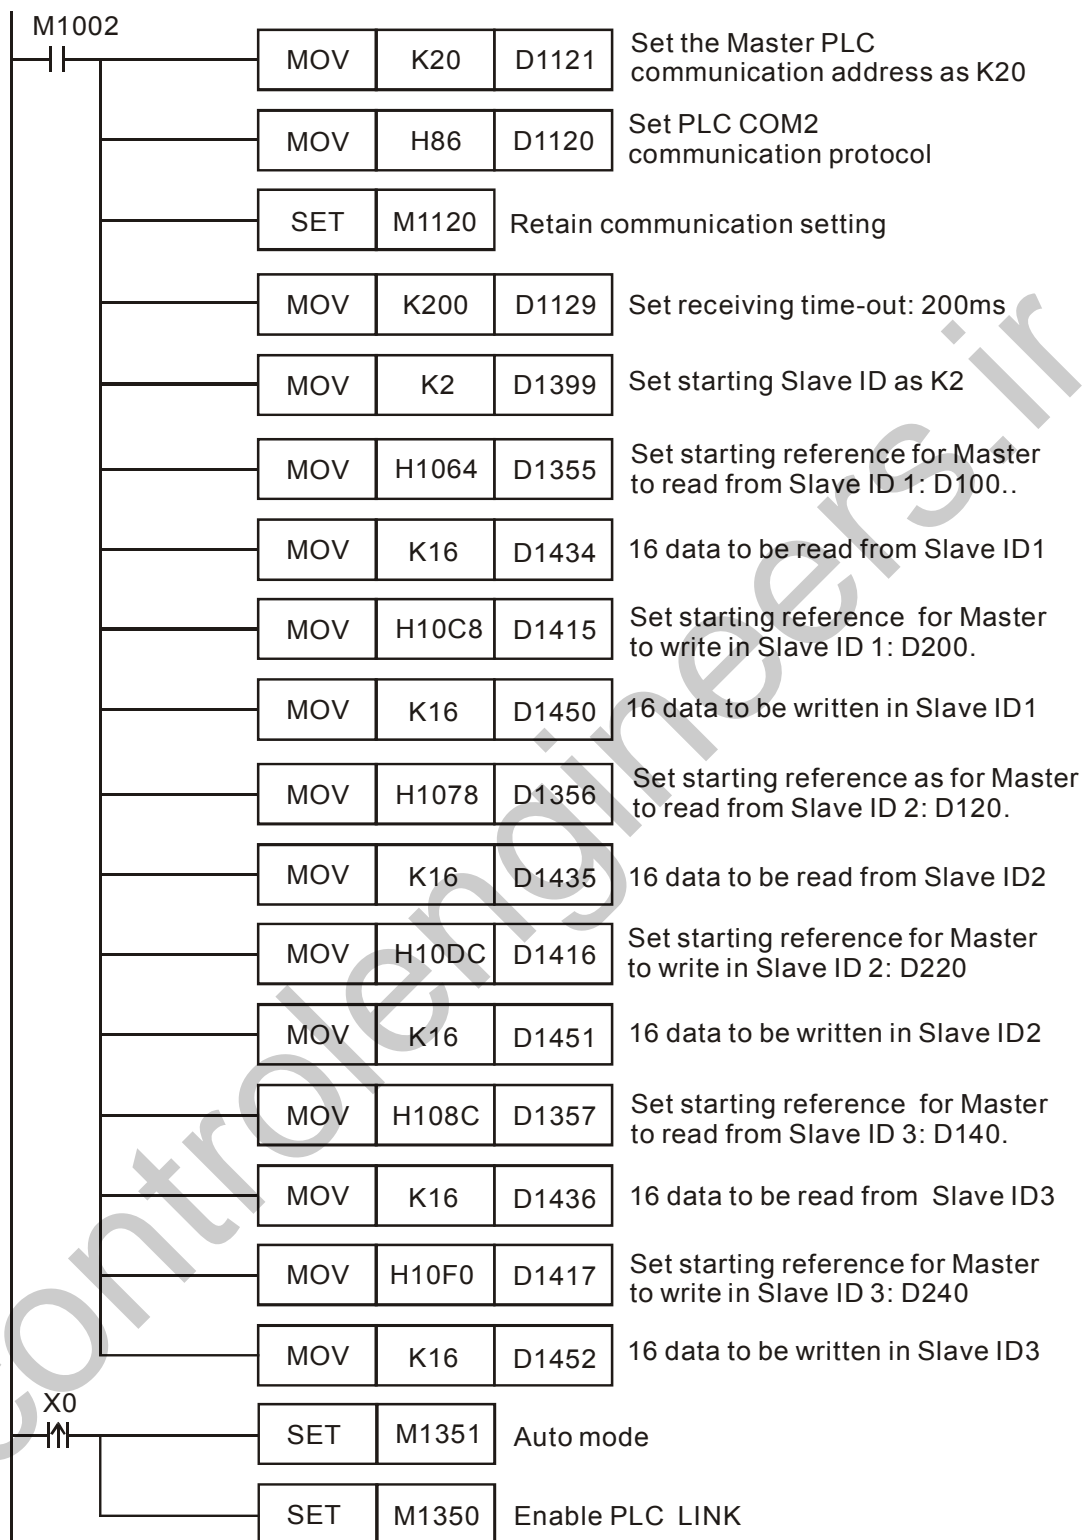 M1002
MOV K20 D1121 Set the Master PLC
communication address as K20
MOV H86 D1120 Set PLC COM2
communication protocol
SET M1120 Retain communication setting
MOV K200 D1129 Set receiving time-out: 200ms
MOV K2 D1399 Set starting Slave ID as K2
MOV H1064 D1355 Set starting reference for Master
to read from Slave ID 1: D100..
MOV K16 D1434 16 data to be read from Slave ID1
MOV H10C8 D1415 Set starting reference for Master
to write in Slave ID 1: D200.
MOV K16 D1450 16 data to be written in Slave ID1
MOV H1078 D1356 Set starting reference as for Master
to read from Slave ID 2: D120.
MOV K16 D1435 16 data to be read from Slave ID2
MOV H10DC D1416 Set starting reference for Master
to write in Slave ID 2: D220
MOV K16 D1451 16 data to be written in Slave ID2
MOV H108C D1357 Set starting reference for Master
to read from Slave ID 3: D140.
MOV K16 D1436 16 data to be read from Slave ID3
MOV H10F0 D1417 Set starting reference for Master
to write in Slave ID 3: D240
MOV K16 D1452 16 data to be written in Slave ID3
X0
SET M1351 Auto mode
SET M1350 Enable PLC LINK
controlengineers.ir